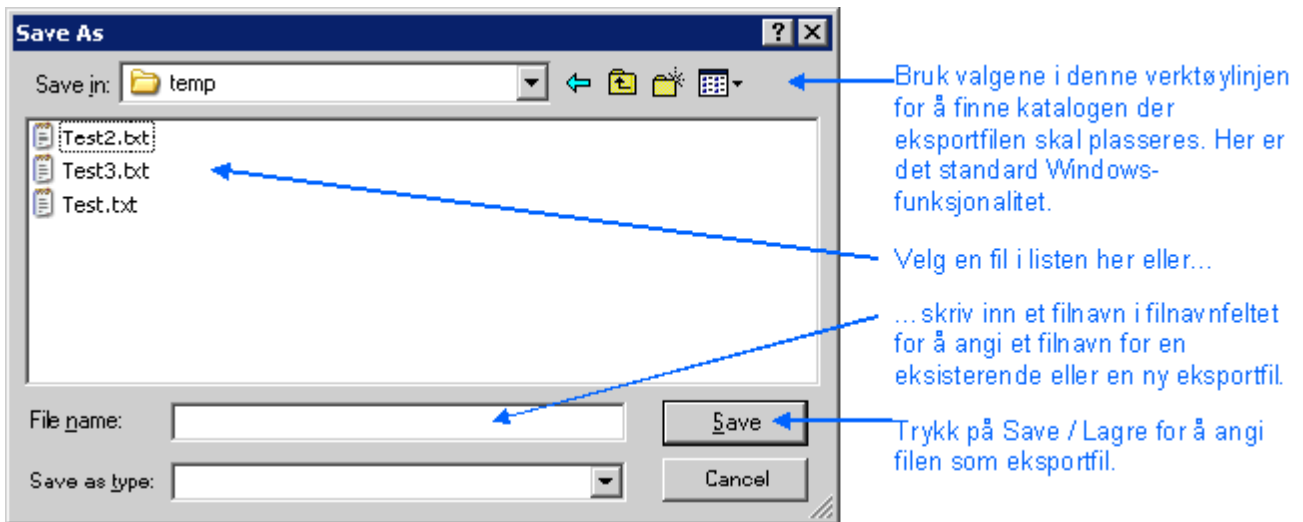 Save As
Save in: temp
Test2.txt
Test3.txt
Test.txt
File name:
Save
Save as type:
Cancel
Bruk valgene i denne verktøylinjen
for å finne katalogen der
eksportfilen skal plasseres. Her er
det standard Windows-
funksjonalitet.
Velg en fil i listen her eller...
...skriv inn et filnavn i filnavnfeltet
for å angi et filnavn for en
eksisterende eller en ny eksportfil.
Trykk på Save / Lagre for å angi
filen som eksportfil.